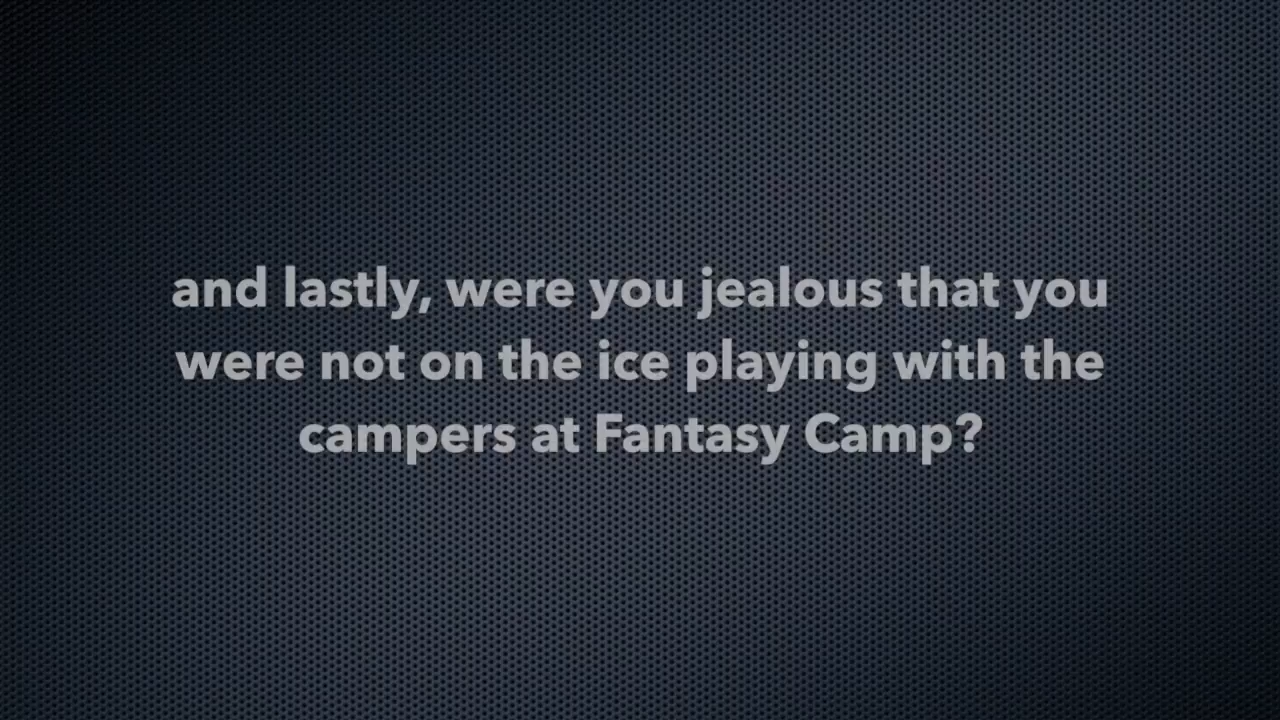 and lastly, were you jealous that you
were not on the ice playing with the
campers at Fantasy Camp?